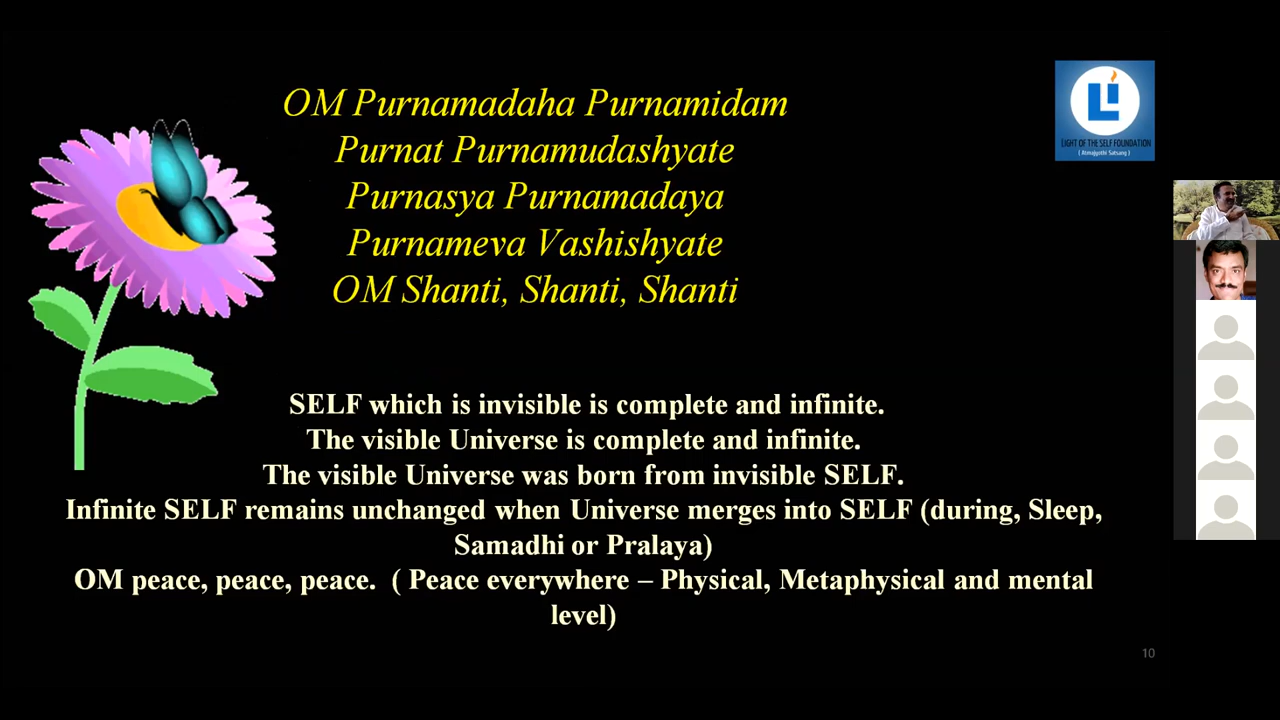 OM Purnamadaha Purnamidam
Purnat Purnamudashyate
Purnasya Purnamadaya
Purnameva Vashishyate
OM Shanti, Shanti, Shanti
LIGHT OF THE SELF FOUNDATION
( Atmajyothi Satsang )
SELF which is invisible is complete and infinite.
The visible Universe is complete and infinite.
The visible Universe was born from invisible SELF.
Infinite SELF remains unchanged when Universe merges into SELF (during, Sleep,
Samadhi or Pralaya)
OM peace, peace, peace. ( Peace everywhere – Physical, Metaphysical and mental
level)
10